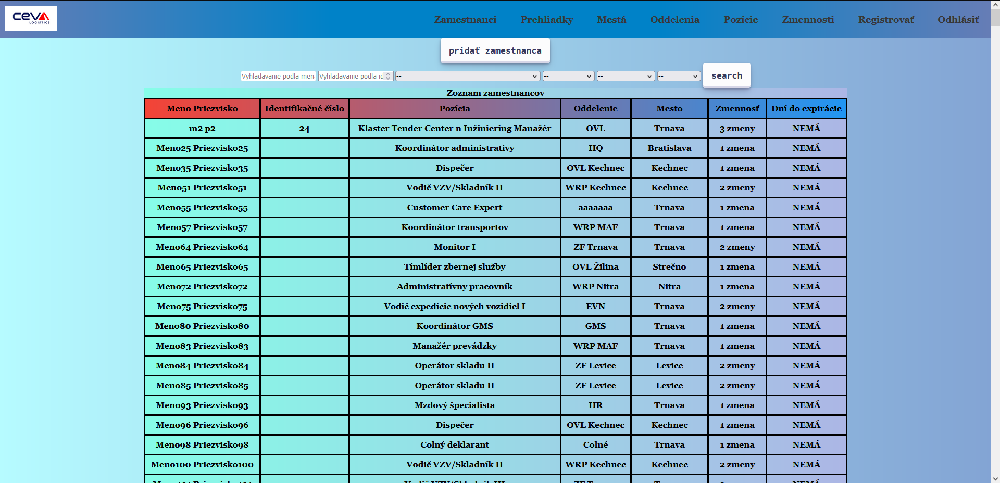 CEVA
LOGISTICS
Zamestnanci Prehliadky Mestá Oddelenia Pozície Zmennosti Registrovať Odhlásiť
pridať zamestnanca
Vyhladavanie podla mena Vyhladavanie podla id -- -- -- -- search
Zoznam zamestnancov
Meno Priezvisko Identifikačné číslo Pozícia Oddelenie Mesto Zmennosť Dní do expirácie
m2 p2 24 Klaster Tender Center n Inžiniering Manažér OVL Trnava 3 zmeny NEMÁ
Meno25 Priezvisko25 Koordinátor administratívy HQ Bratislava 1 zmena NEMÁ
Meno35 Priezvisko35 Dispečer OVL Kechnec Kechnec 1 zmena NEMÁ
Meno51 Priezvisko51 Vodič VZV/Skladník II WRP Kechnec Kechnec 2 zmeny NEMÁ
Meno55 Priezvisko55 Customer Care Expert aaaaaaa Trnava 1 zmena NEMÁ
Meno57 Priezvisko57 Koordinátor transportov WRP MAF Trnava 1 zmena NEMÁ
Meno64 Priezvisko64 Monitor I ZF Trnava Trnava 2 zmeny NEMÁ
Meno65 Priezvisko65 Tímlíder zbernej služby OVL Žilina Strečno 1 zmena NEMÁ
Meno72 Priezvisko72 Administratívny pracovník WRP Nitra Nitra 1 zmena NEMÁ
Meno75 Priezvisko75 Vodič expedície nových vozidiel I EVN Trnava 2 zmeny NEMÁ
Meno80 Priezvisko80 Koordinátor GMS GMS Trnava 1 zmena NEMÁ
Meno83 Priezvisko83 Manažér prevádzky WRP MAF Trnava 1 zmena NEMÁ
Meno84 Priezvisko84 Operátor skladu II ZF Levice Levice 2 zmeny NEMÁ
Meno85 Priezvisko85 Operátor skladu II ZF Levice Levice 2 zmeny NEMÁ
Meno93 Priezvisko93 Mzdový špecialista HR Trnava 1 zmena NEMÁ
Meno96 Priezvisko96 Dispečer OVL Kechnec Kechnec 1 zmena NEMÁ
Meno98 Priezvisko98 Colný deklarant Colné Trnava 1 zmena NEMÁ
Meno100 Priezvisko100 Vodič VZV/Skladník II WRP Kechnec Kechnec 2 zmeny NEMÁ